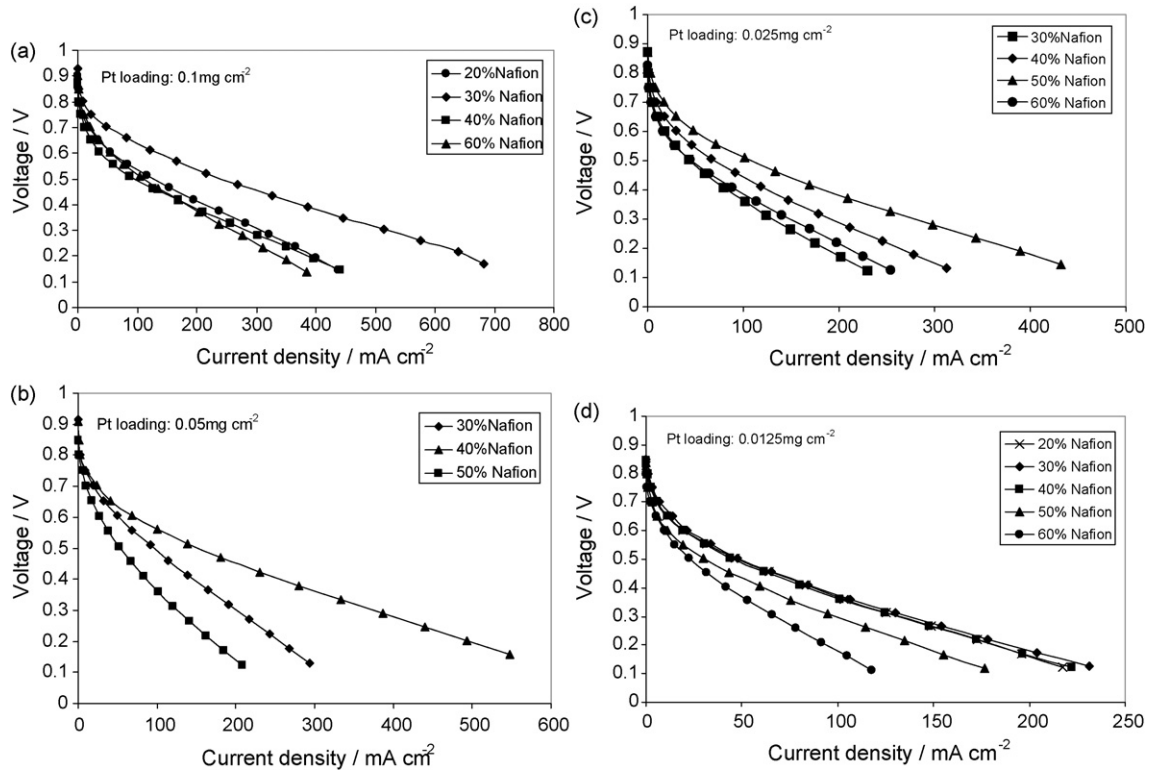 (a)
Pt loading: 0.1mg cm-2
20%Nafion
30% Nafion
40% Nafion
60% Nafion
Voltage / V
1
0.9
0.8
0.7
0.6
0.5
0.4
0.3
0.2
0.1
0
0 100 200 300 400 500 600 700 800
Current density / mA cm-2
(b)
Pt loading: 0.05mg cm-2
30%Nafion
40%Nafion
50% Nafion
Voltage / V
1
0.9
0.8
0.7
0.6
0.5
0.4
0.3
0.2
0.1
0
0 100 200 300 400 500 600
Current density / mA cm-2
(c)
Pt loading: 0.025mg cm-2
30%Nafion
40% Nafion
50% Nafion
60% Nafion
Voltage / V
1
0.9
0.8
0.7
0.6
0.5
0.4
0.3
0.2
0.1
0
0 100 200 300 400 500
Current density / mA cm-2
(d)
Pt loading: 0.0125mg cm-2
20% Nafion
30% Nafion
40% Nafion
50% Nafion
60% Nafion
Voltage / V
1
0.9
0.8
0.7
0.6
0.5
0.4
0.3
0.2
0.1
0
0 50 100 150 200 250
Current density / mA cm-2